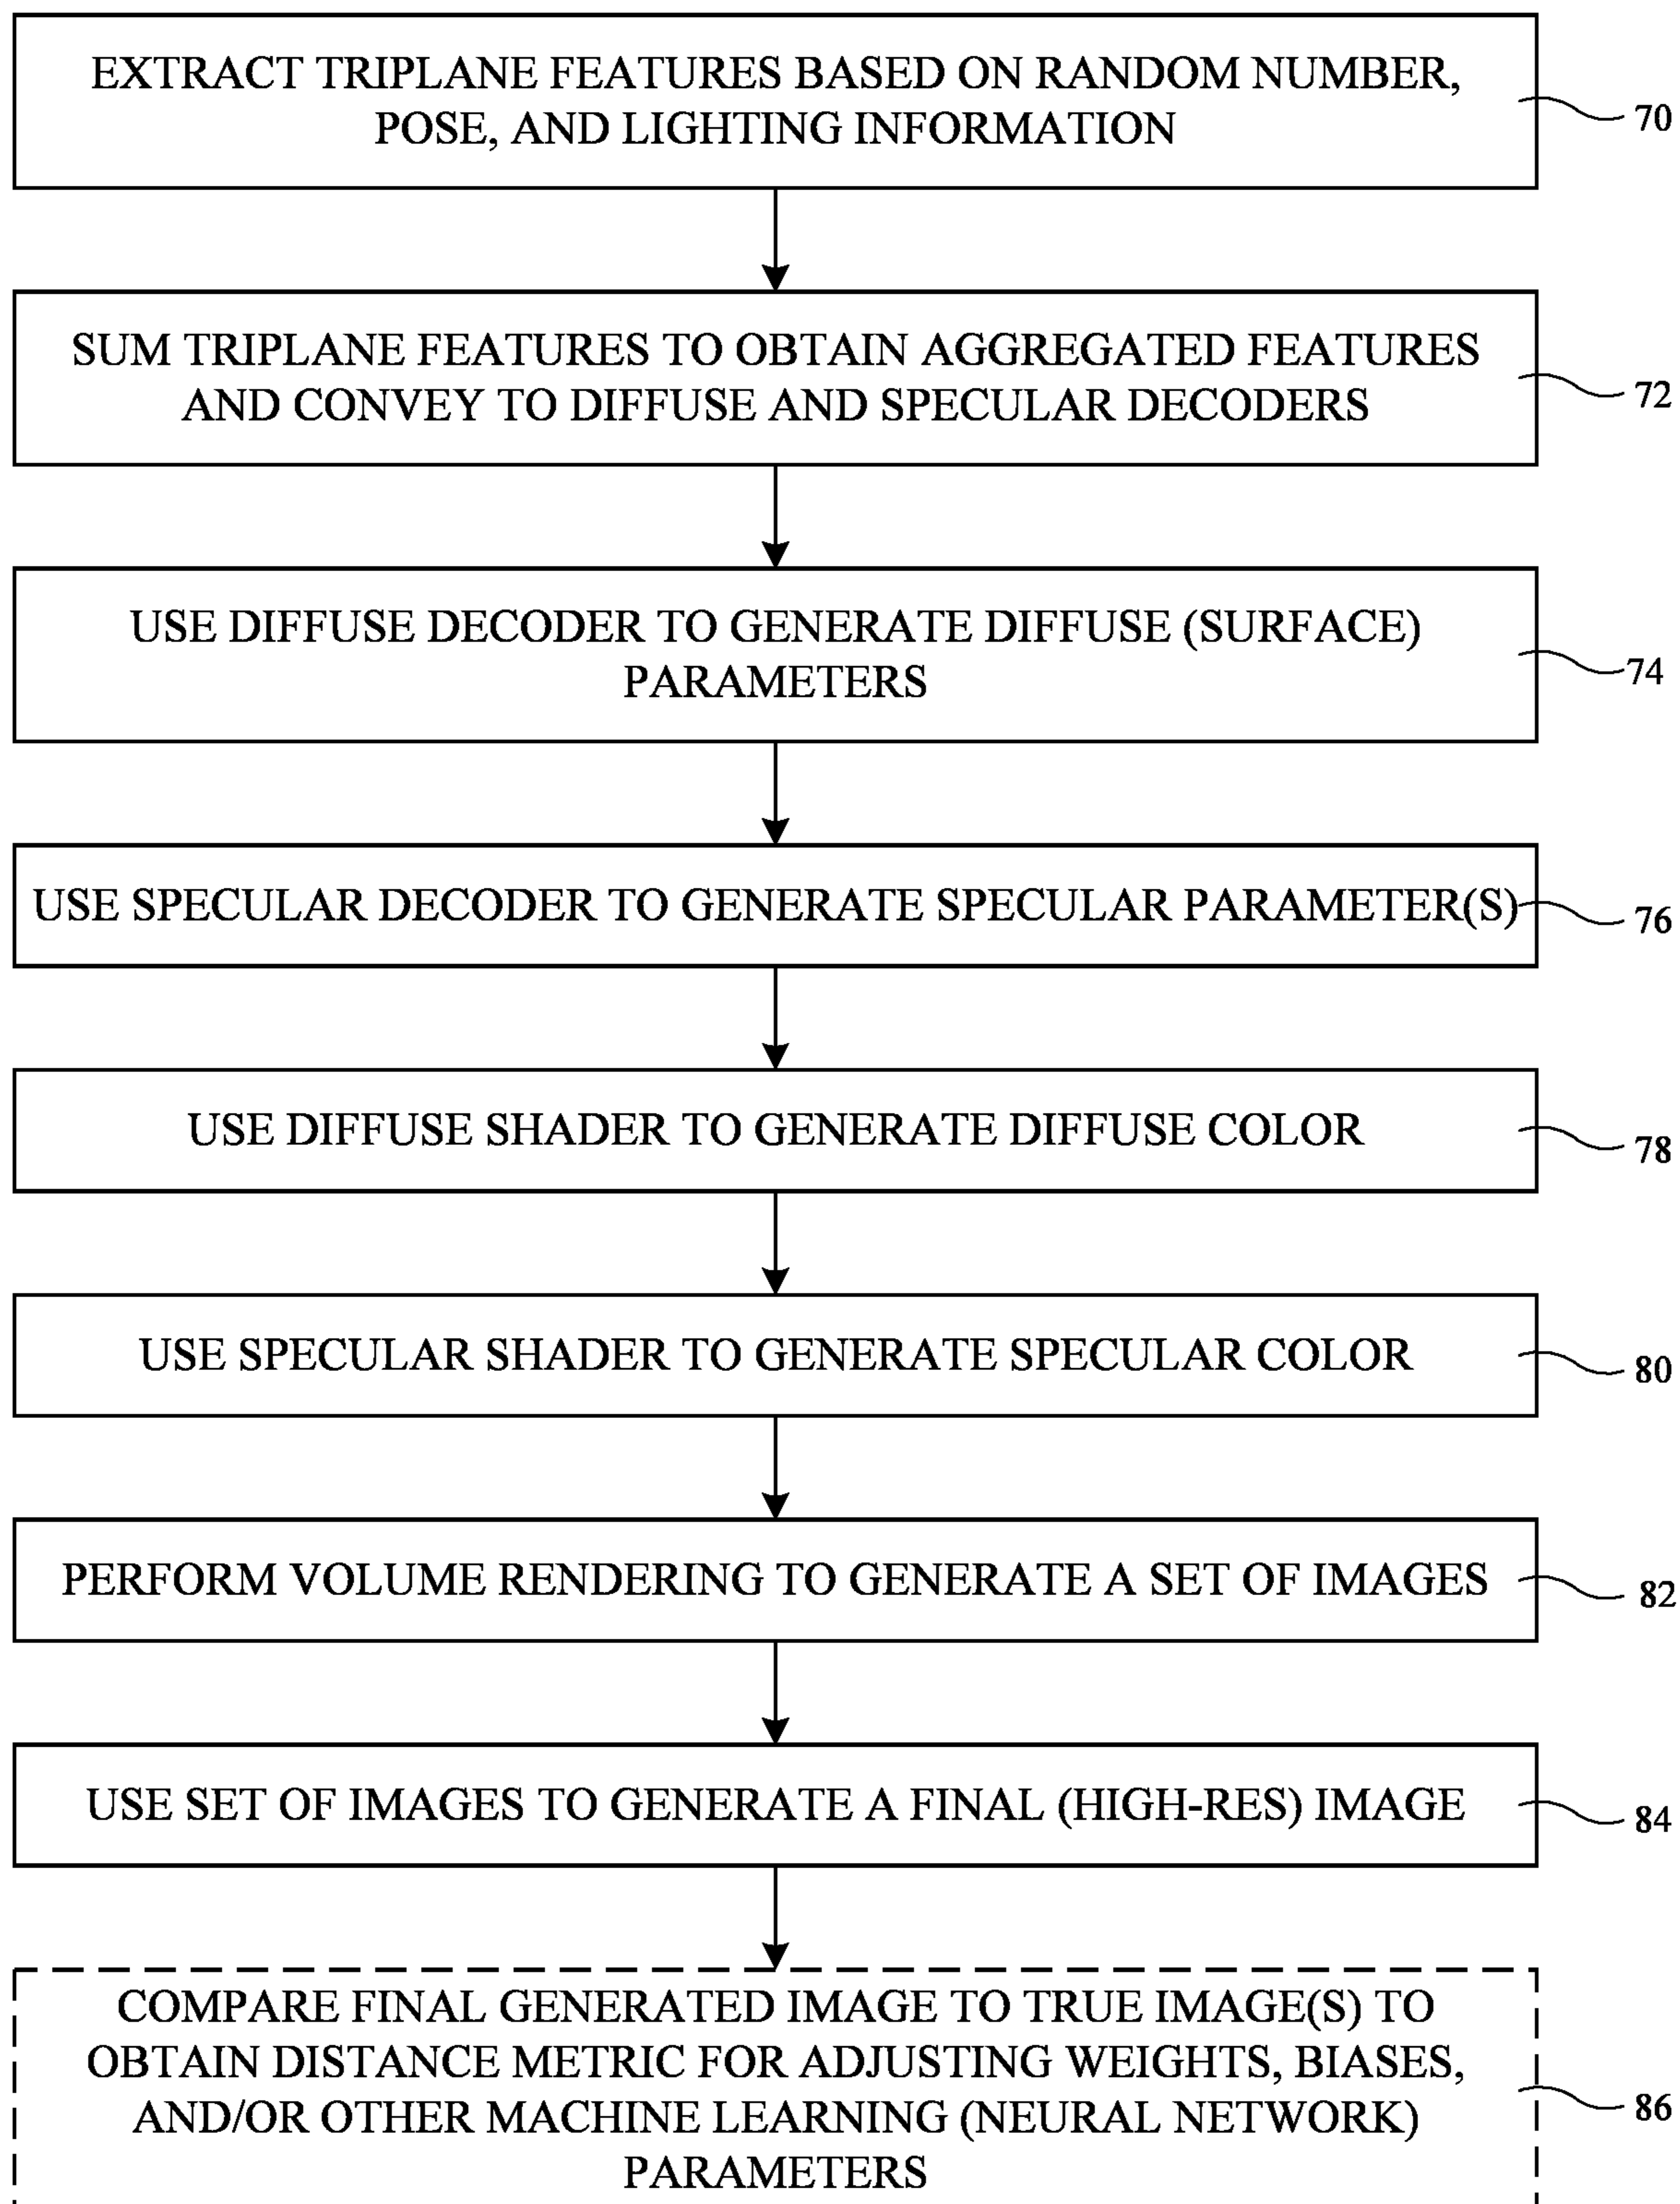 EXTRACT TRIPLANE FEATURES BASED ON RANDOM NUMBER,
POSE, AND LIGHTING INFORMATION
70
SUM TRIPLANE FEATURES TO OBTAIN AGGREGATED FEATURES
AND CONVEY TO DIFFUSE AND SPECULAR DECODERS
72
USE DIFFUSE DECODER TO GENERATE DIFFUSE (SURFACE)
PARAMETERS
74
USE SPECULAR DECODER TO GENERATE SPECULAR PARAMETER(S)
76
USE DIFFUSE SHADER TO GENERATE DIFFUSE COLOR
78
USE SPECULAR SHADER TO GENERATE SPECULAR COLOR
80
PERFORM VOLUME RENDERING TO GENERATE A SET OF IMAGES
82
USE SET OF IMAGES TO GENERATE A FINAL (HIGH-RES) IMAGE
84
COMPARE FINAL GENERATED IMAGE TO TRUE IMAGE(S) TO
OBTAIN DISTANCE METRIC FOR ADJUSTING WEIGHTS, BIASES,
AND/OR OTHER MACHINE LEARNING (NEURAL NETWORK)
PARAMETERS
86